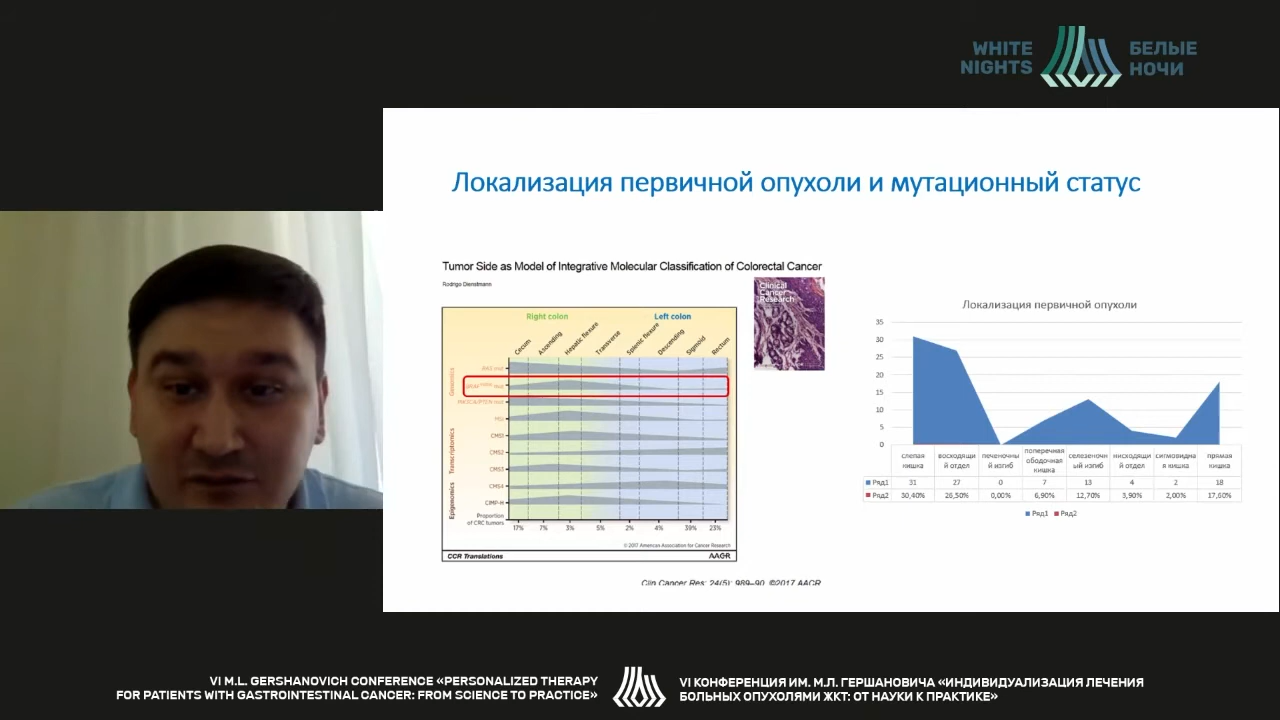 WHITE
NIGHTS
БЕЛЫЕ
НОЧИ
Локализация первичной опухоли и мутационный статус
Tumor Side as Model of Integrative Molecular Classification of Colorectal Cancer
Rodrigo Dienstmann
Clinical
Cancer
Research
Right colon
Left colon
Cecum
Ascending
Hepatic flexure
Transverse
Splenic flexure
Descending
Sigmoid
Rectum
Genomics
RAS mut
MSI
Transcriptomics
CMS1
CMS2
CMS3
CMS4
Epigenomics
CIMP-H
Proportion
of CRC tumors
17% 7% 3% 5% 2% 4% 39% 23%
© 2017 American Association for Cancer Research
CCR Translations
AACR
Clin Cancer Res; 24(5); 989–90. ©2017 AACR
Локализация первичной опухоли
35
30
25
20
15
10
5
0
слепая кишка
восходящий отдел
печеночный изгиб
поперечная ободочная кишка
селезеночный изгиб
нисходящий отдел
сигмовидная кишка
прямая кишка
Ряд1 31 27 0 7 13 4 2 18
Ряд2 30,40% 26,50% 0,00% 6,90% 12,70% 3,90% 2,00% 17,60%
Ряд1 Ряд2
VI M.L. GERSHANOVICH CONFERENCE «PERSONALIZED THERAPY
FOR PATIENTS WITH GASTROINTESTINAL CANCER: FROM SCIENCE TO PRACTICE»
VI КОНФЕРЕНЦИЯ ИМ. М.Л. ГЕРШАНОВИЧА «ИНДИВИДУАЛИЗАЦИЯ ЛЕЧЕНИЯ
БОЛЬНЫХ ОПУХОЛЯМИ ЖКТ: ОТ НАУКИ К ПРАКТИКЕ»